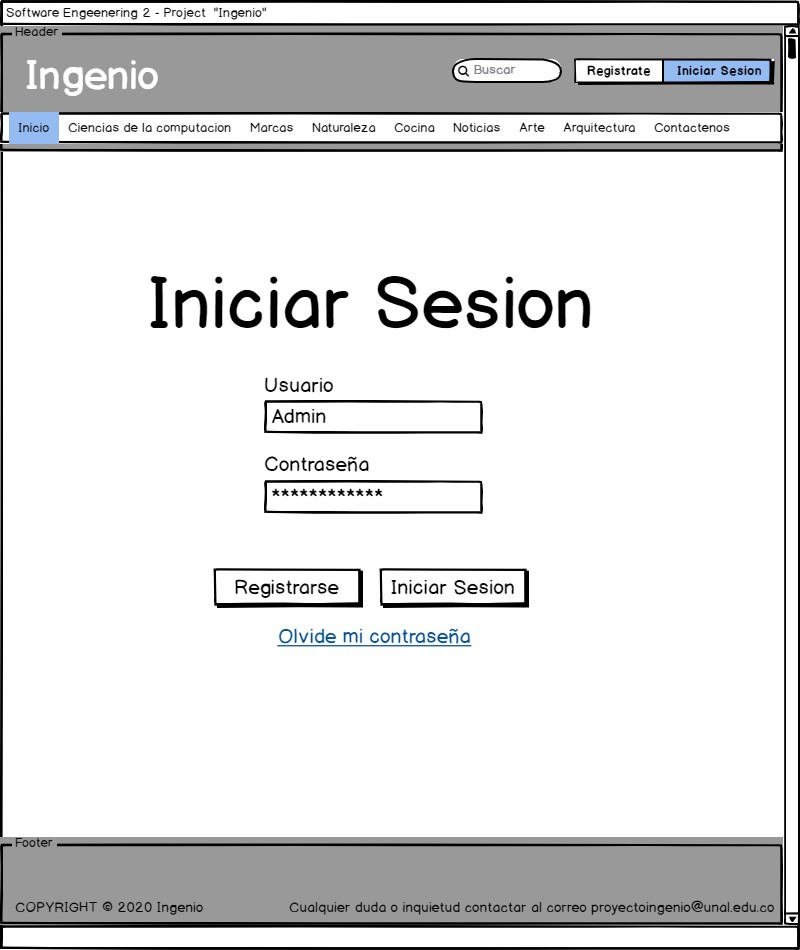 Software Engeenering 2 - Project "Ingenio"
Header
Ingenio
Buscar
Registrate Iniciar Sesion
Inicio Ciencias de la computacion Marcas Naturaleza Cocina Noticias Arte Arquitectura Contactenos
Iniciar Sesion
Usuario
Admin
Contraseña
************
Registrarse Iniciar Sesion
Olvide mi contraseña
Footer
COPYRIGHT © 2020 Ingenio Cualquier duda o inquietud contactar al correo proyectoingenio@unal.edu.co